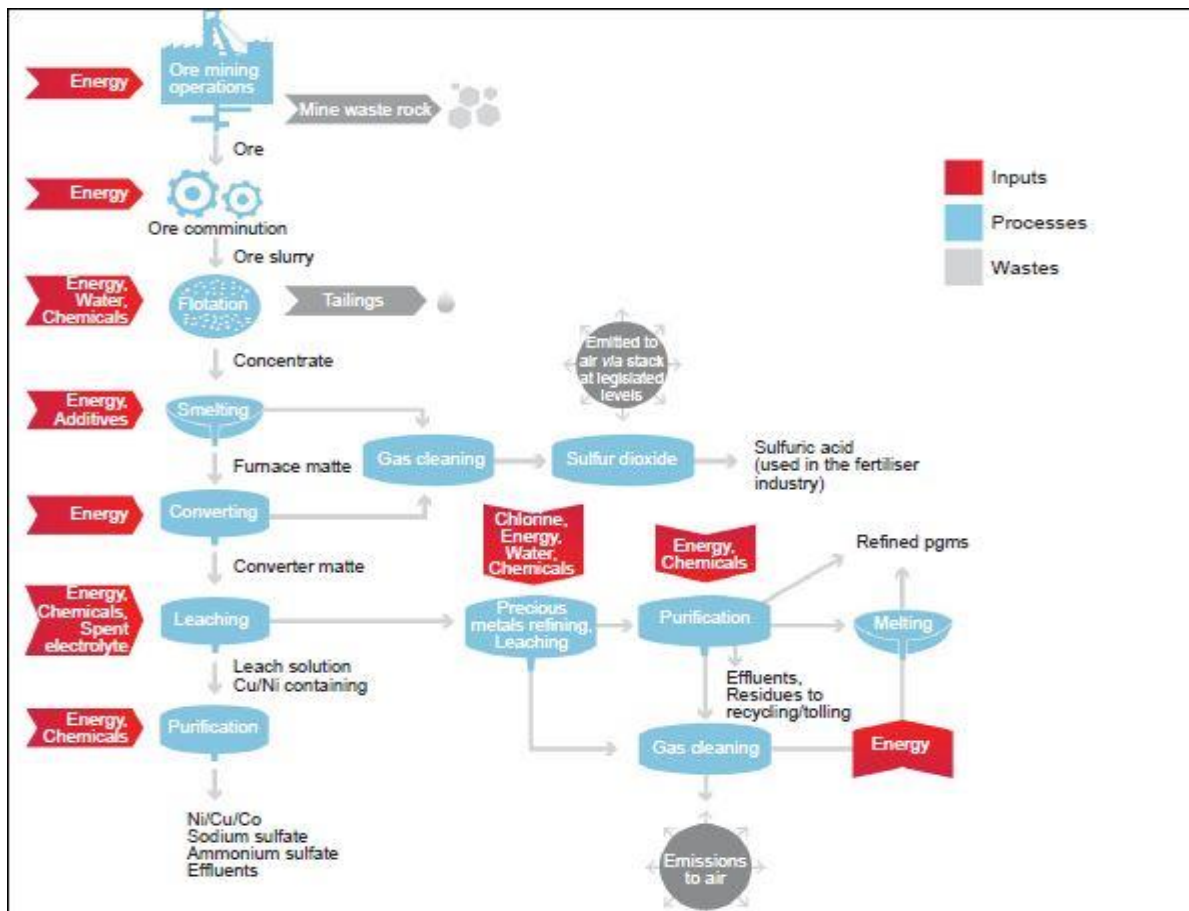 Energy
Ore mining
operations
Mine waste rock
Ore
Energy
Ore comminution
Ore slurry
Inputs
Processes
Wastes
Energy,
Water,
Chemicals
Flotation
Tailings
Concentrate
Emitted to
air via stack
at legislated
levels
Energy,
Additives
Smelting
Furnace matte
Gas cleaning
Sulfur dioxide
Sulfuric acid
(used in the fertiliser
industry)
Energy
Converting
Converter matte
Chlorine,
Energy,
Water,
Chemicals
Energy,
Chemicals
Refined pgms
Energy,
Chemicals,
Spent
electrolyte
Leaching
Precious
metals refining,
Leaching
Purification
Melting
Leach solution
Cu/Ni containing
Effluents,
Residues to
recycling/tolling
Energy,
Chemicals
Purification
Gas cleaning
Energy
Ni/Cu/Co
Sodium sulfate
Ammonium sulfate
Effluents
Emissions
to air